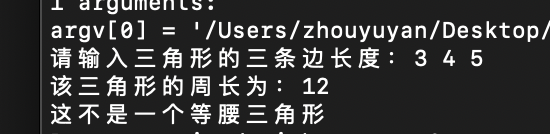 1 arguments:
argv[0] = '/Users/zhouyuyan/Desktop/
请输入三角形的三条边长度：3 4 5
该三角形的周长为：12
这不是一个等腰三角形